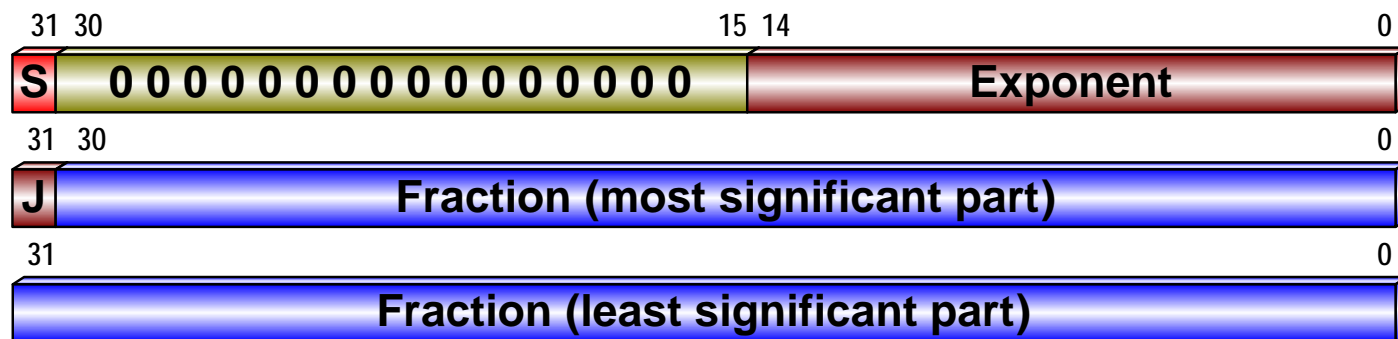 31 30 15 14 0
S 0 0 0 0 0 0 0 0 0 0 0 0 0 0 0 0 Exponent
31 30 0
J Fraction (most significant part)
31 0
Fraction (least significant part)